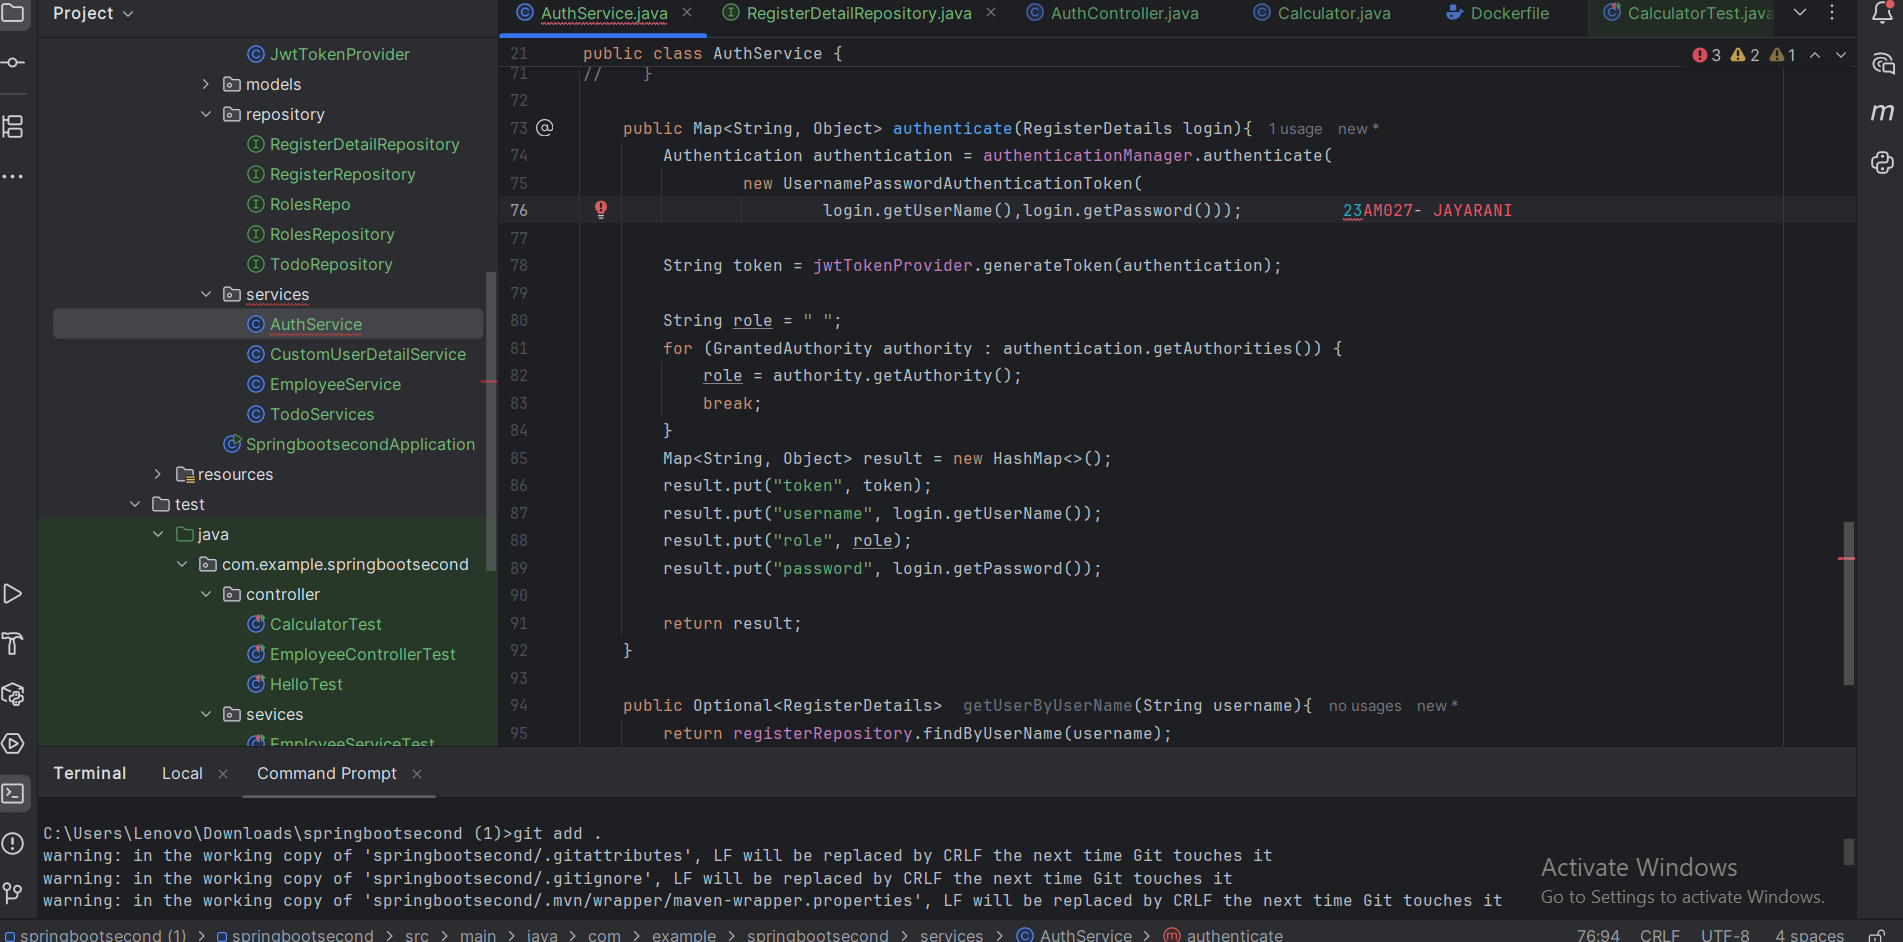 Project
JwtTokenProvider
models
repository
RegisterDetailRepository
RegisterRepository
RolesRepo
RolesRepository
TodoRepository
services
AuthService
CustomUserDetailService
EmployeeService
TodoServices
SpringbootsecondApplication
resources
test
java
com.example.springbootsecond
controller
CalculatorTest
EmployeeControllerTest
HelloTest
sevices
EmployeeServiceTest
AuthService.java RegisterDetailRepository.java AuthController.java Calculator.java Dockerfile CalculatorTest.java
21 public class AuthService { 3 2 1
71 // }
72
73 public Map<String, Object> authenticate(RegisterDetails login){ 1 usage new *
74 Authentication authentication = authenticationManager.authenticate(
75 new UsernamePasswordAuthenticationToken(
76 login.getUserName(),login.getPassword())); 23AM027- JAYARANI
77
78 String token = jwtTokenProvider.generateToken(authentication);
79
80 String role = " ";
81 for (GrantedAuthority authority : authentication.getAuthorities()) {
82 role = authority.getAuthority();
83 break;
84 }
85 Map<String, Object> result = new HashMap<>();
86 result.put("token", token);
87 result.put("username", login.getUserName());
88 result.put("role", role);
89 result.put("password", login.getPassword());
90
91 return result;
92 }
93
94 public Optional<RegisterDetails> getUserByUserName(String username){ no usages new *
95 return registerRepository.findByUserName(username);
Terminal Local Command Prompt
C:\Users\Lenovo\Downloads\springbootsecond (1)>git add .
warning: in the working copy of 'springbootsecond/.gitattributes', LF will be replaced by CRLF the next time Git touches it
warning: in the working copy of 'springbootsecond/.gitignore', LF will be replaced by CRLF the next time Git touches it
warning: in the working copy of 'springbootsecond/.mvn/wrapper/maven-wrapper.properties', LF will be replaced by CRLF the next time Git touches it
Activate Windows
Go to Settings to activate Windows.
springbootsecond (1) > springbootsecond > src > main > java > com > example > springbootsecond > services > AuthService > authenticate 76:94 CRLF UTF-8 4 spaces